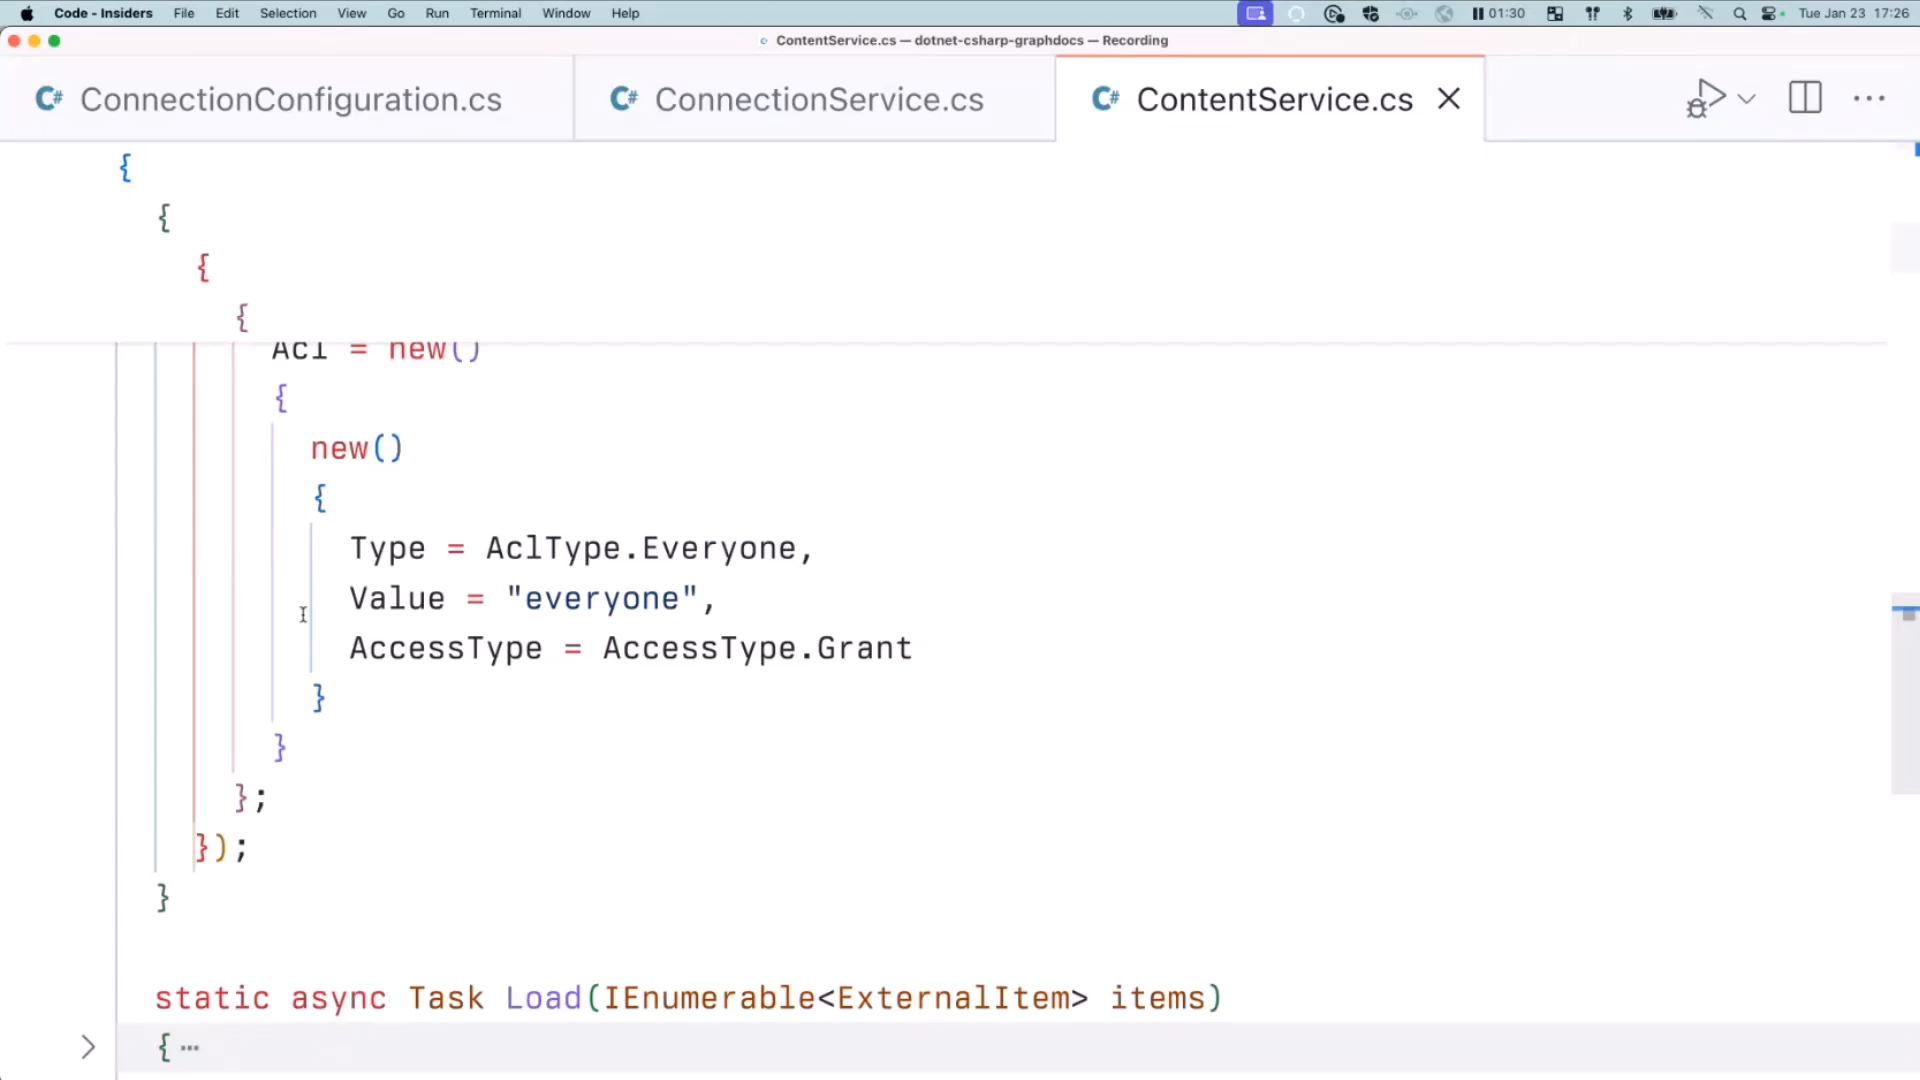 Code - Insiders File Edit Selection View Go Run Terminal Window Help 01:30 Tue Jan 23 17:26
ContentService.cs — dotnet-csharp-graphdocs — Recording
C# ConnectionConfiguration.cs C# ConnectionService.cs C# ContentService.cs
{
{
{
{
Acl = new()
{
new()
{
Type = AclType.Everyone,
Value = "everyone",
AccessType = AccessType.Grant
}
}
};
});
}
static async Task Load(IEnumerable<ExternalItem> items)
{ ···